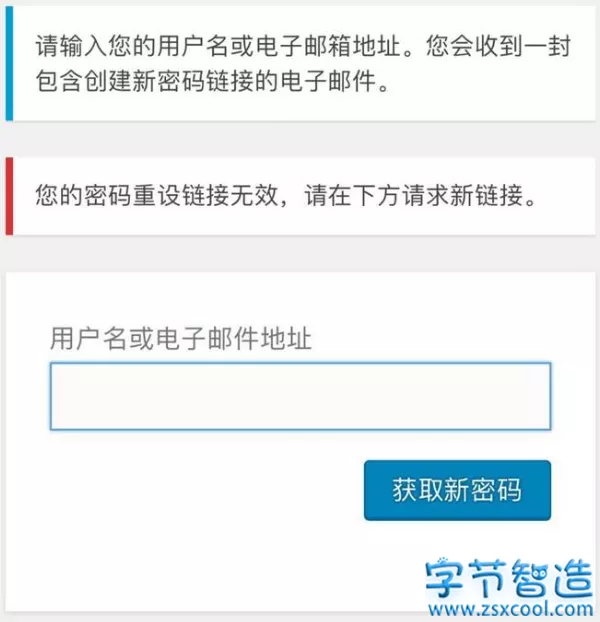 请输入您的用户名或电子邮箱地址。您会收到一封
包含创建新密码链接的电子邮件。
您的密码重设链接无效，请在下方请求新链接。
用户名或电子邮件地址
获取新密码
字节智造
www.zsxcool.com